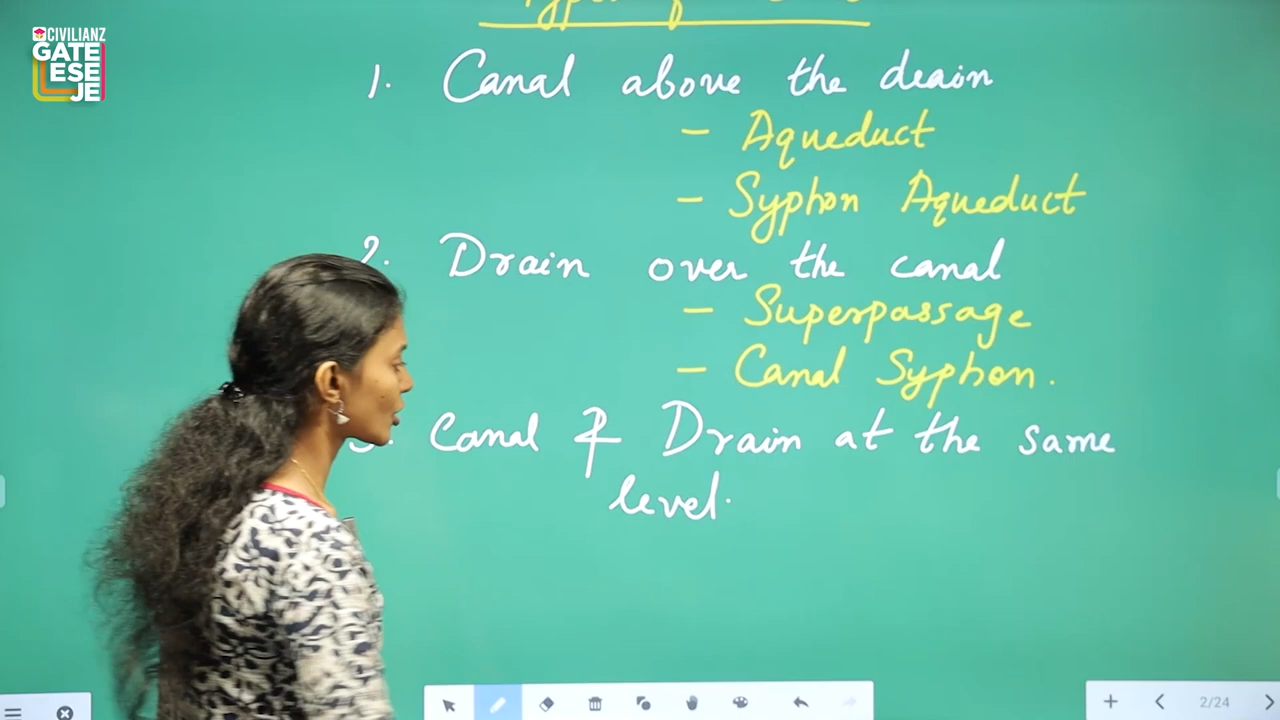 CIVILIANZ
GATE
ESE
JE
1. Canal above the drain
- Aqueduct
- Syphon Aqueduct
2. Drain over the canal
- Superpassage
- Canal Syphon.
Canal & Drain at the same
level.
2/24